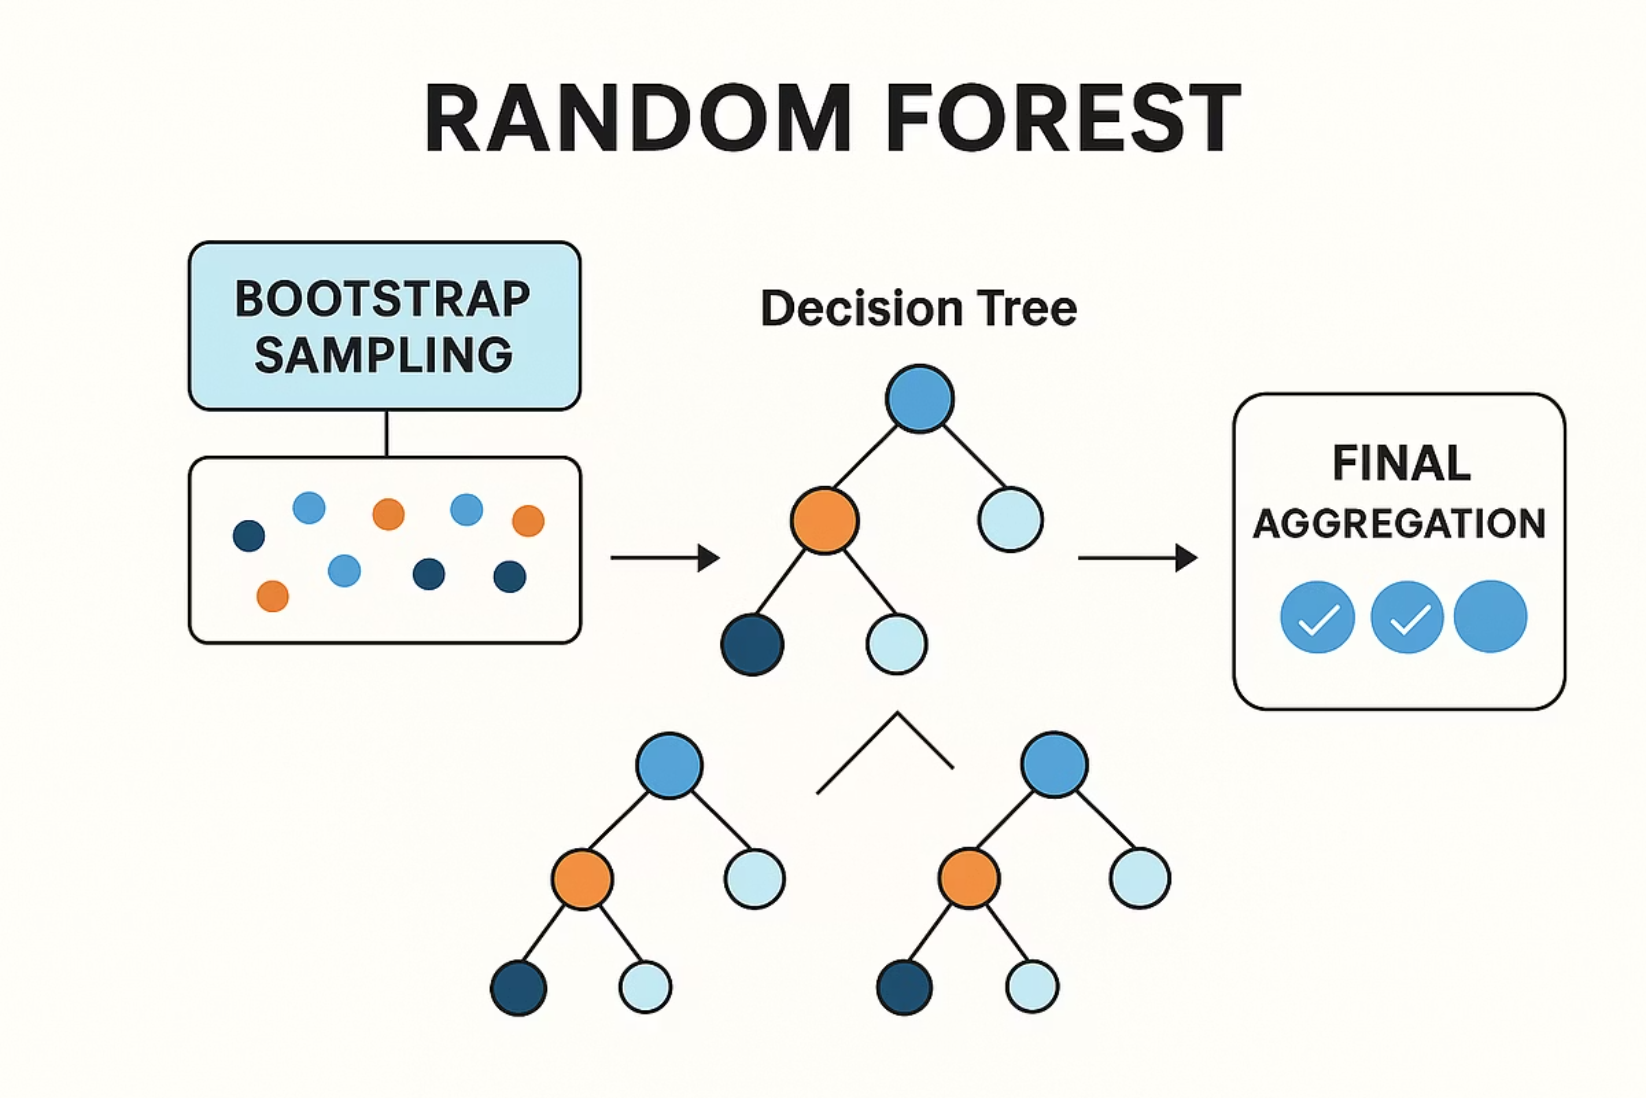 RANDOM FOREST
BOOTSTRAP
SAMPLING
Decision Tree
FINAL
AGGREGATION